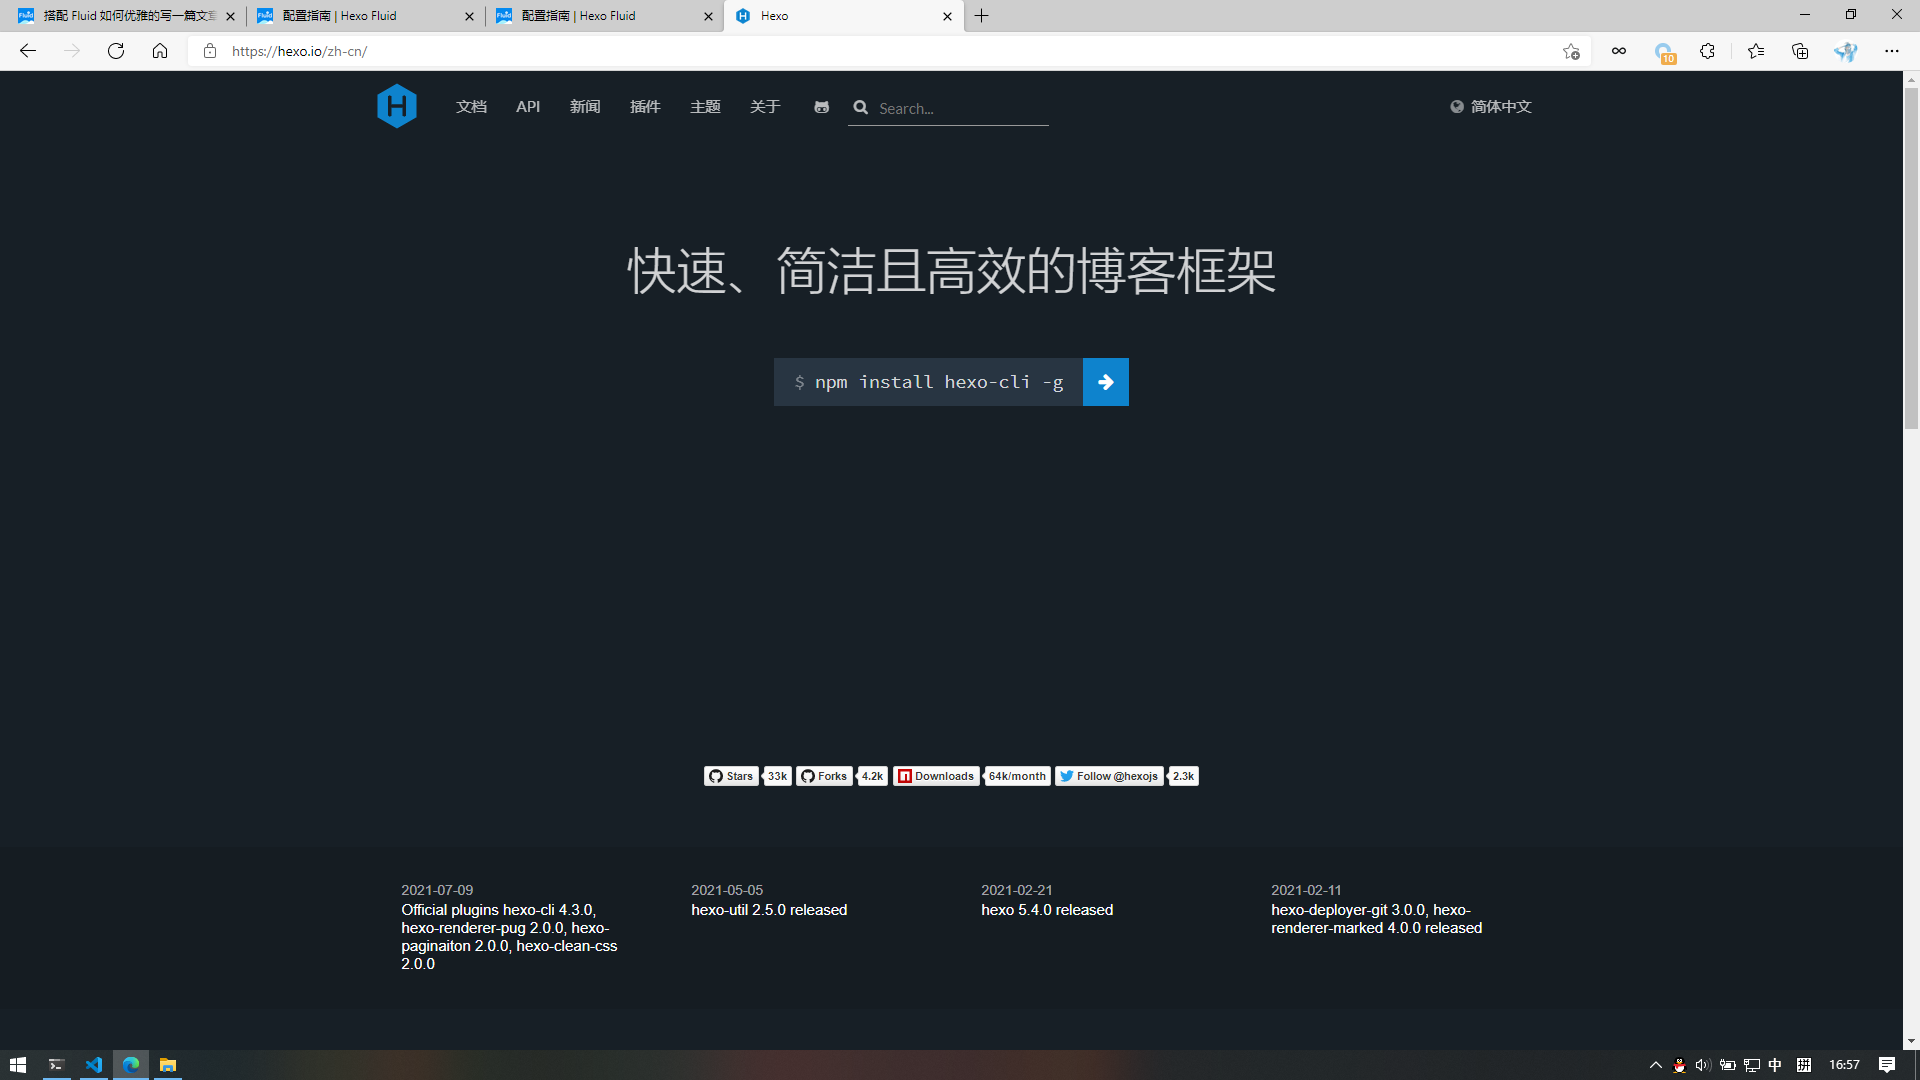 搭配 Fluid 如何优雅的写一篇文章
配置指南 | Hexo Fluid
配置指南 | Hexo Fluid
Hexo
https://hexo.io/zh-cn/
10
文档 API 新闻 插件 主题 关于 Search... 简体中文
快速、简洁且高效的博客框架
$ npm install hexo-cli -g
Stars 33k Forks 4.2k Downloads 64k/month Follow @hexojs 2.3k
2021-07-09
Official plugins hexo-cli 4.3.0,
hexo-renderer-pug 2.0.0, hexo-
paginaiton 2.0.0, hexo-clean-css
2.0.0
2021-05-05
hexo-util 2.5.0 released
2021-02-21
hexo 5.4.0 released
2021-02-11
hexo-deployer-git 3.0.0, hexo-
renderer-marked 4.0.0 released
中 拼 16:57